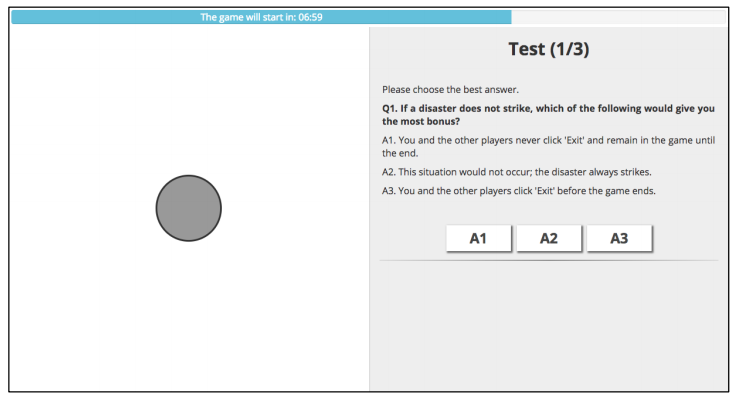 The game will start in: 06:59
Test (1/3)
Please choose the best answer.
Q1. If a disaster does not strike, which of the following would give you
the most bonus?
A1. You and the other players never click 'Exit' and remain in the game until
the end.
A2. This situation would not occur; the disaster always strikes.
A3. You and the other players click 'Exit' before the game ends.
A1 A2 A3